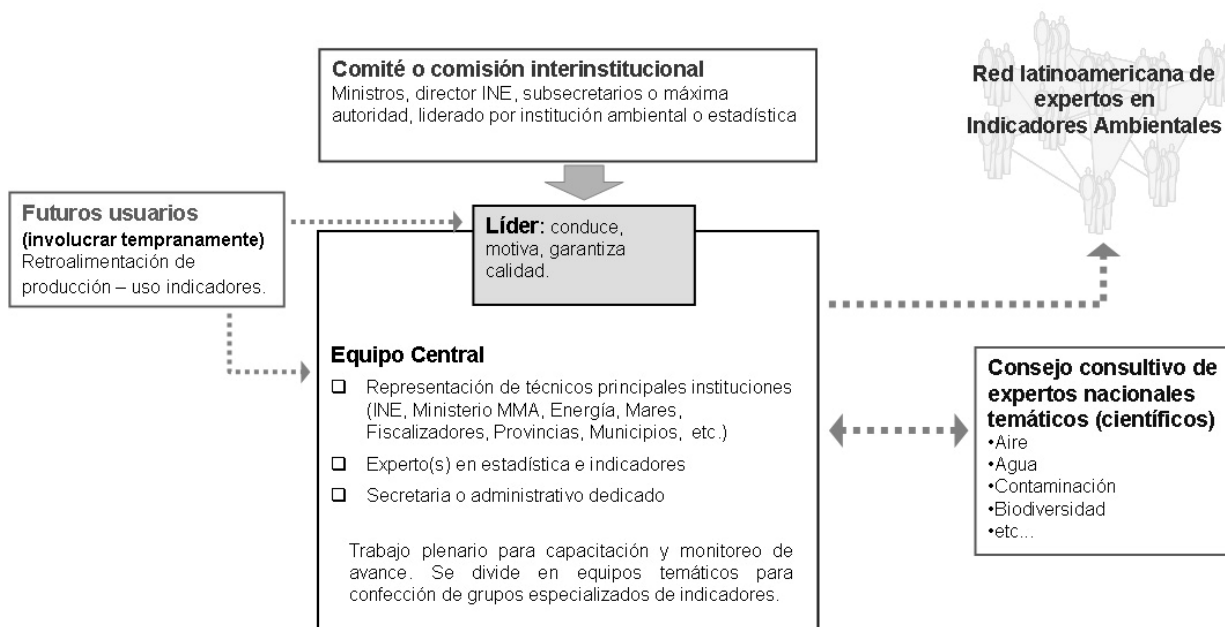 Comité o comisión interinstitucional
Ministros, director INE, subsecretarios o máxima
autoridad, liderado por institución ambiental o estadística
Red latinoamericana de
expertos en
Indicadores Ambientales
Futuros usuarios
(involucrar tempranamente)
Retroalimentación de
producción – uso indicadores.
Líder: conduce,
motiva, garantiza
calidad.
Equipo Central
❑ Representación de técnicos principales instituciones
(INE, Ministerio MMA, Energía, Mares,
Fiscalizadores, Provincias, Municipios, etc.)
❑ Experto(s) en estadística e indicadores
❑ Secretaria o administrativo dedicado
Trabajo plenario para capacitación y monitoreo de
avance. Se divide en equipos temáticos para
confección de grupos especializados de indicadores.
Consejo consultivo de
expertos nacionales
temáticos (científicos)
•Aire
•Agua
•Contaminación
•Biodiversidad
•etc...